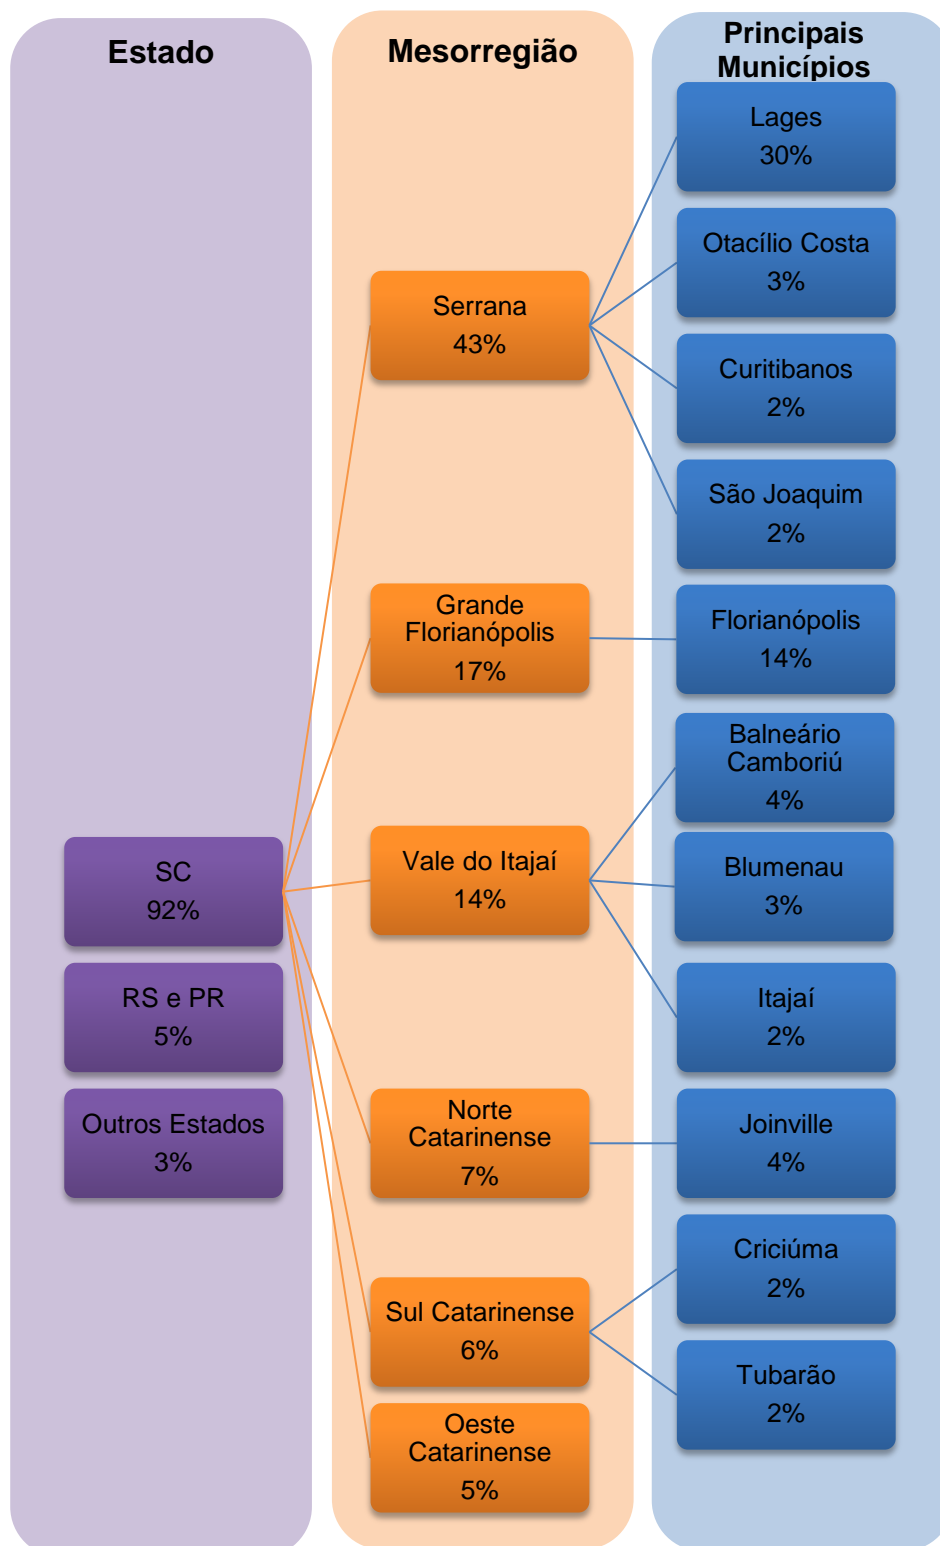 Estado
SC
92%
RS e PR
5%
Outros Estados
3%
Mesorregião
Serrana
43%
Grande
Florianópolis
17%
Vale do Itajaí
14%
Norte
Catarinense
7%
Sul Catarinense
6%
Oeste
Catarinense
5%
Principais
Municípios
Lages
30%
Otacílio Costa
3%
Curitibanos
2%
São Joaquim
2%
Florianópolis
14%
Balneário
Camboriú
4%
Blumenau
3%
Itajaí
2%
Joinville
4%
Criciúma
2%
Tubarão
2%